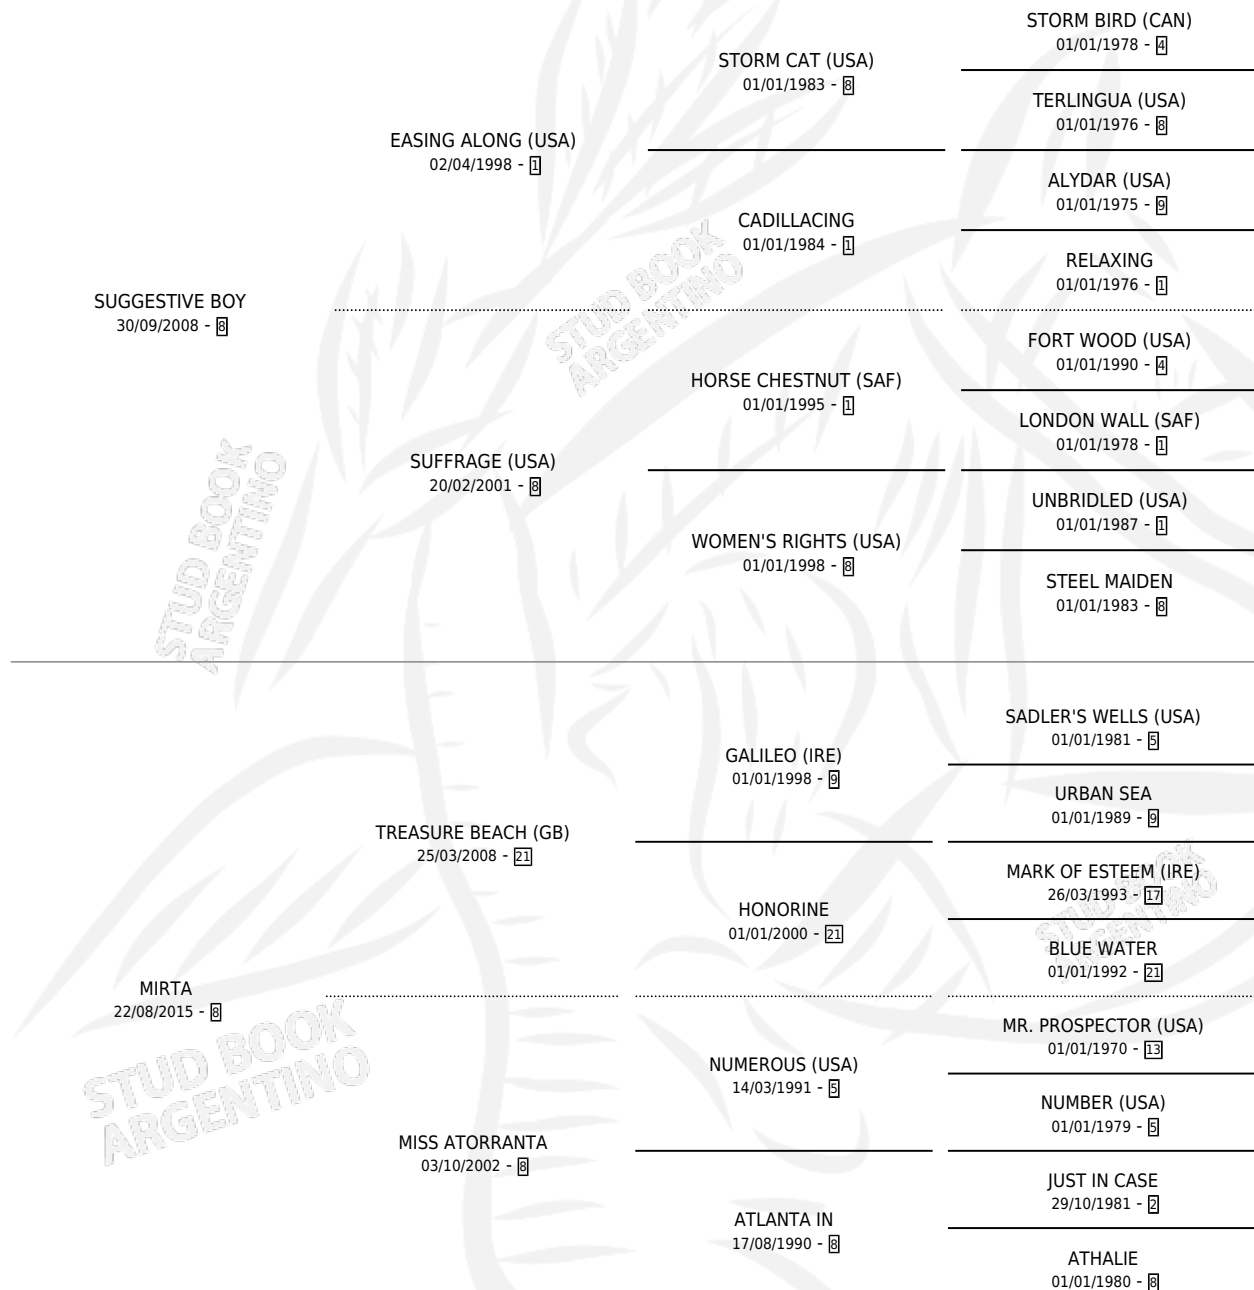 STORM BIRD (CAN)
01/01/1978 - 4
STORM CAT (USA)
01/01/1983 - 8
TERLINGUA (USA)
01/01/1976 - 8
EASING ALONG (USA)
02/04/1998 - 1
ALYDAR (USA)
01/01/1975 - 9
CADILLACING
01/01/1984 - 1
RELAXING
01/01/1976 - 1
SUGGESTIVE BOY
30/09/2008 - 8
STUD BOOK
ARGENTINO
FORT WOOD (USA)
01/01/1990 - 4
HORSE CHESTNUT (SAF)
01/01/1995 - 1
LONDON WALL (SAF)
01/01/1978 - 1
SUFFRAGE (USA)
20/02/2001 - 8
UNBRIDLED (USA)
01/01/1987 - 1
WOMEN'S RIGHTS (USA)
01/01/1998 - 8
STEEL MAIDEN
01/01/1983 - 8
STUD BOOK
ARGENTINO
SADLER'S WELLS (USA)
01/01/1981 - 5
GALILEO (IRE)
01/01/1998 - 9
URBAN SEA
01/01/1989 - 9
TREASURE BEACH (GB)
25/03/2008 - 21
MARK OF ESTEEM (IRE)
26/03/1993 - 17
HONORINE
01/01/2000 - 21
BLUE WATER
01/01/1992 - 21
STUD BOOK
ARGENTINO
MIRTA
22/08/2015 - 8
MR. PROSPECTOR (USA)
01/01/1970 - 13
NUMEROUS (USA)
14/03/1991 - 5
NUMBER (USA)
01/01/1979 - 5
STUD BOOK
ARGENTINO
MISS ATORRANTA
03/10/2002 - 8
JUST IN CASE
29/10/1981 - 2
ATLANTA IN
17/08/1990 - 8
ATHALIE
01/01/1980 - 8